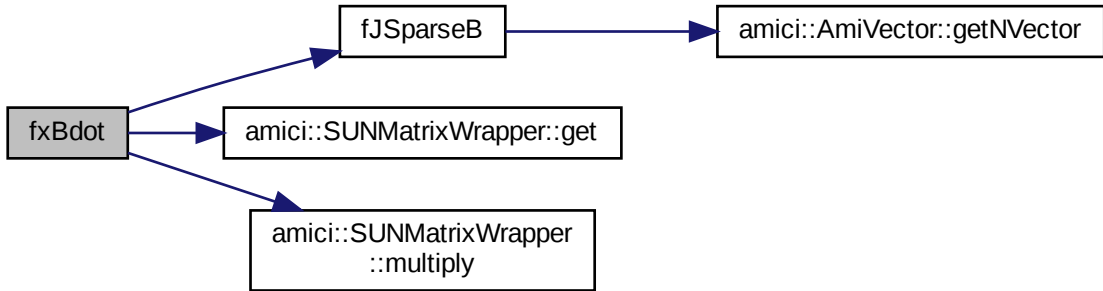 fJSparseB
amici::AmiVector::getNVector
fxBdot
amici::SUNMatrixWrapper::get
amici::SUNMatrixWrapper
::multiply